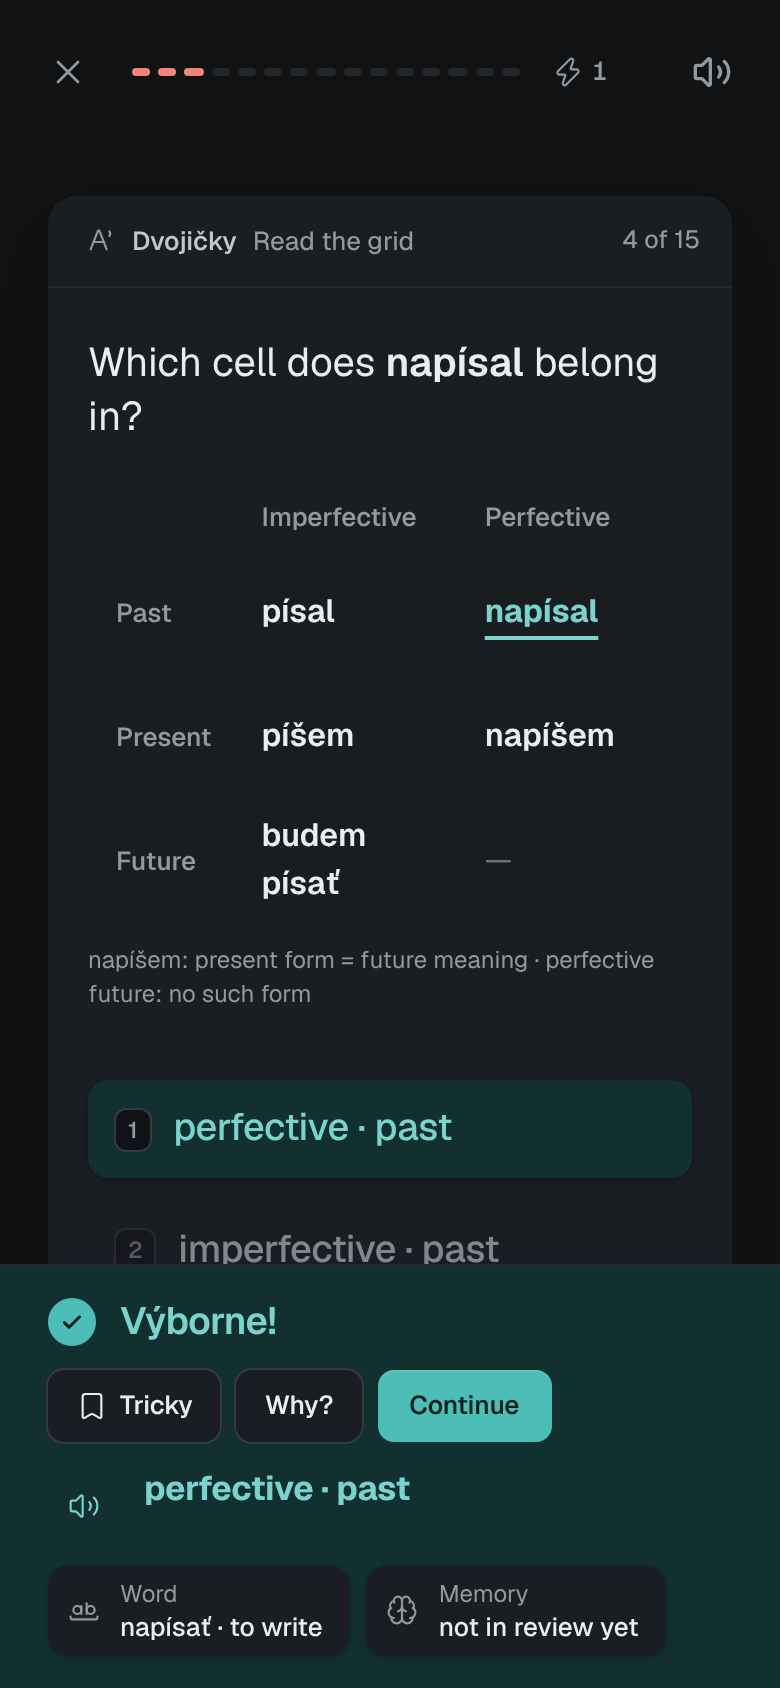 1
Dvojičky Read the grid 4 of 15
Which cell does napísal belong
in?
Imperfective Perfective
Past písal napísal
Present píšem napíšem
Future budem
písať —
napíšem: present form = future meaning · perfective
future: no such form
1 perfective · past
2 imperfective · past
Výborne!
Tricky Why? Continue
perfective · past
ab Word
napísať · to write
Memory
not in review yet